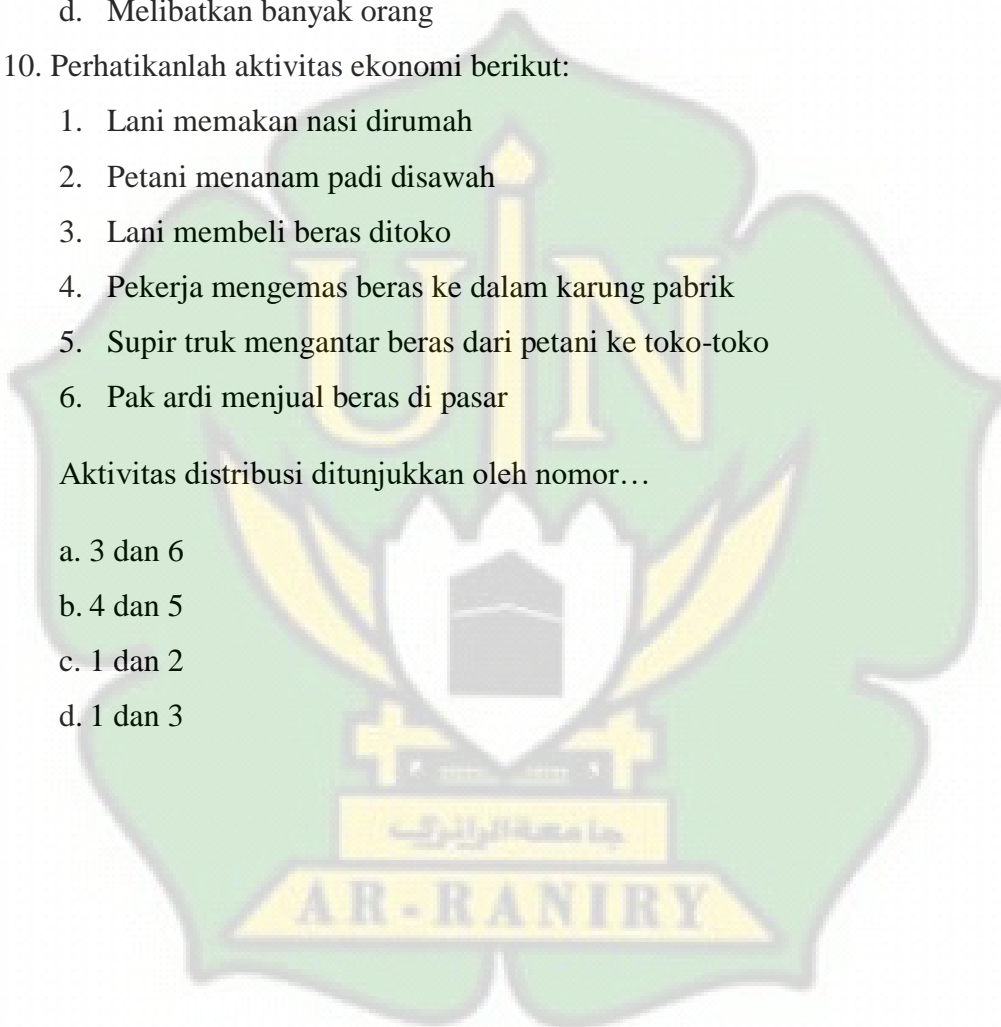 d. Melibatkan banyak orang
10. Perhatikanlah aktivitas ekonomi berikut:
1. Lani memakan nasi dirumah
2. Petani menanam padi disawah
3. Lani membeli beras ditoko
4. Pekerja mengemas beras ke dalam karung pabrik
5. Supir truk mengantar beras dari petani ke toko-toko
6. Pak ardi menjual beras di pasar
Aktivitas distribusi ditunjukkan oleh nomor…
a. 3 dan 6
b. 4 dan 5
c. 1 dan 2
d. 1 dan 3
UIN
جامعة الرانري
AR-RANIRY